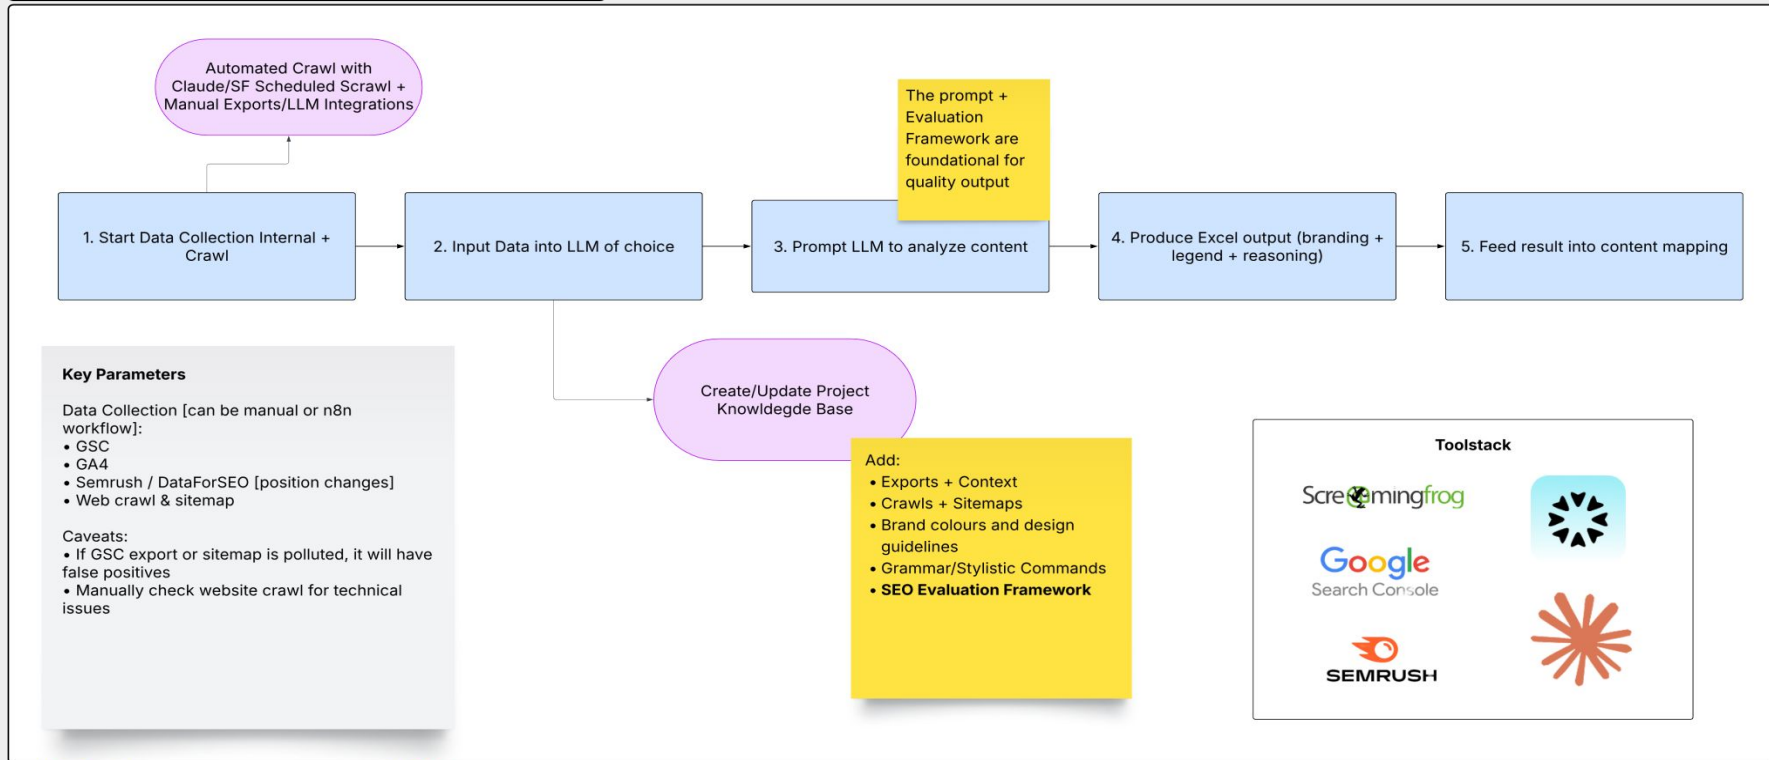 Automated Crawl with
Claude/SF Scheduled Scrawl +
Manual Exports/LLM Integrations
The prompt +
Evaluation
Framework are
foundational for
quality output
1. Start Data Collection Internal +
Crawl
2. Input Data into LLM of choice
3. Prompt LLM to analyze content
4. Produce Excel output (branding +
legend + reasoning)
5. Feed result into content mapping
Key Parameters
Data Collection [can be manual or n8n
workflow]:
• GSC
• GA4
• Semrush / DataForSEO [position changes]
• Web crawl & sitemap
Caveats:
• If GSC export or sitemap is polluted, it will have
false positives
• Manually check website crawl for technical
issues
Create/Update Project
Knowldegde Base
Add:
• Exports + Context
• Crawls + Sitemaps
• Brand colours and design
guidelines
• Grammar/Stylistic Commands
• SEO Evaluation Framework
Toolstack
Screamingfrog
Google
Search Console
SEMRUSH